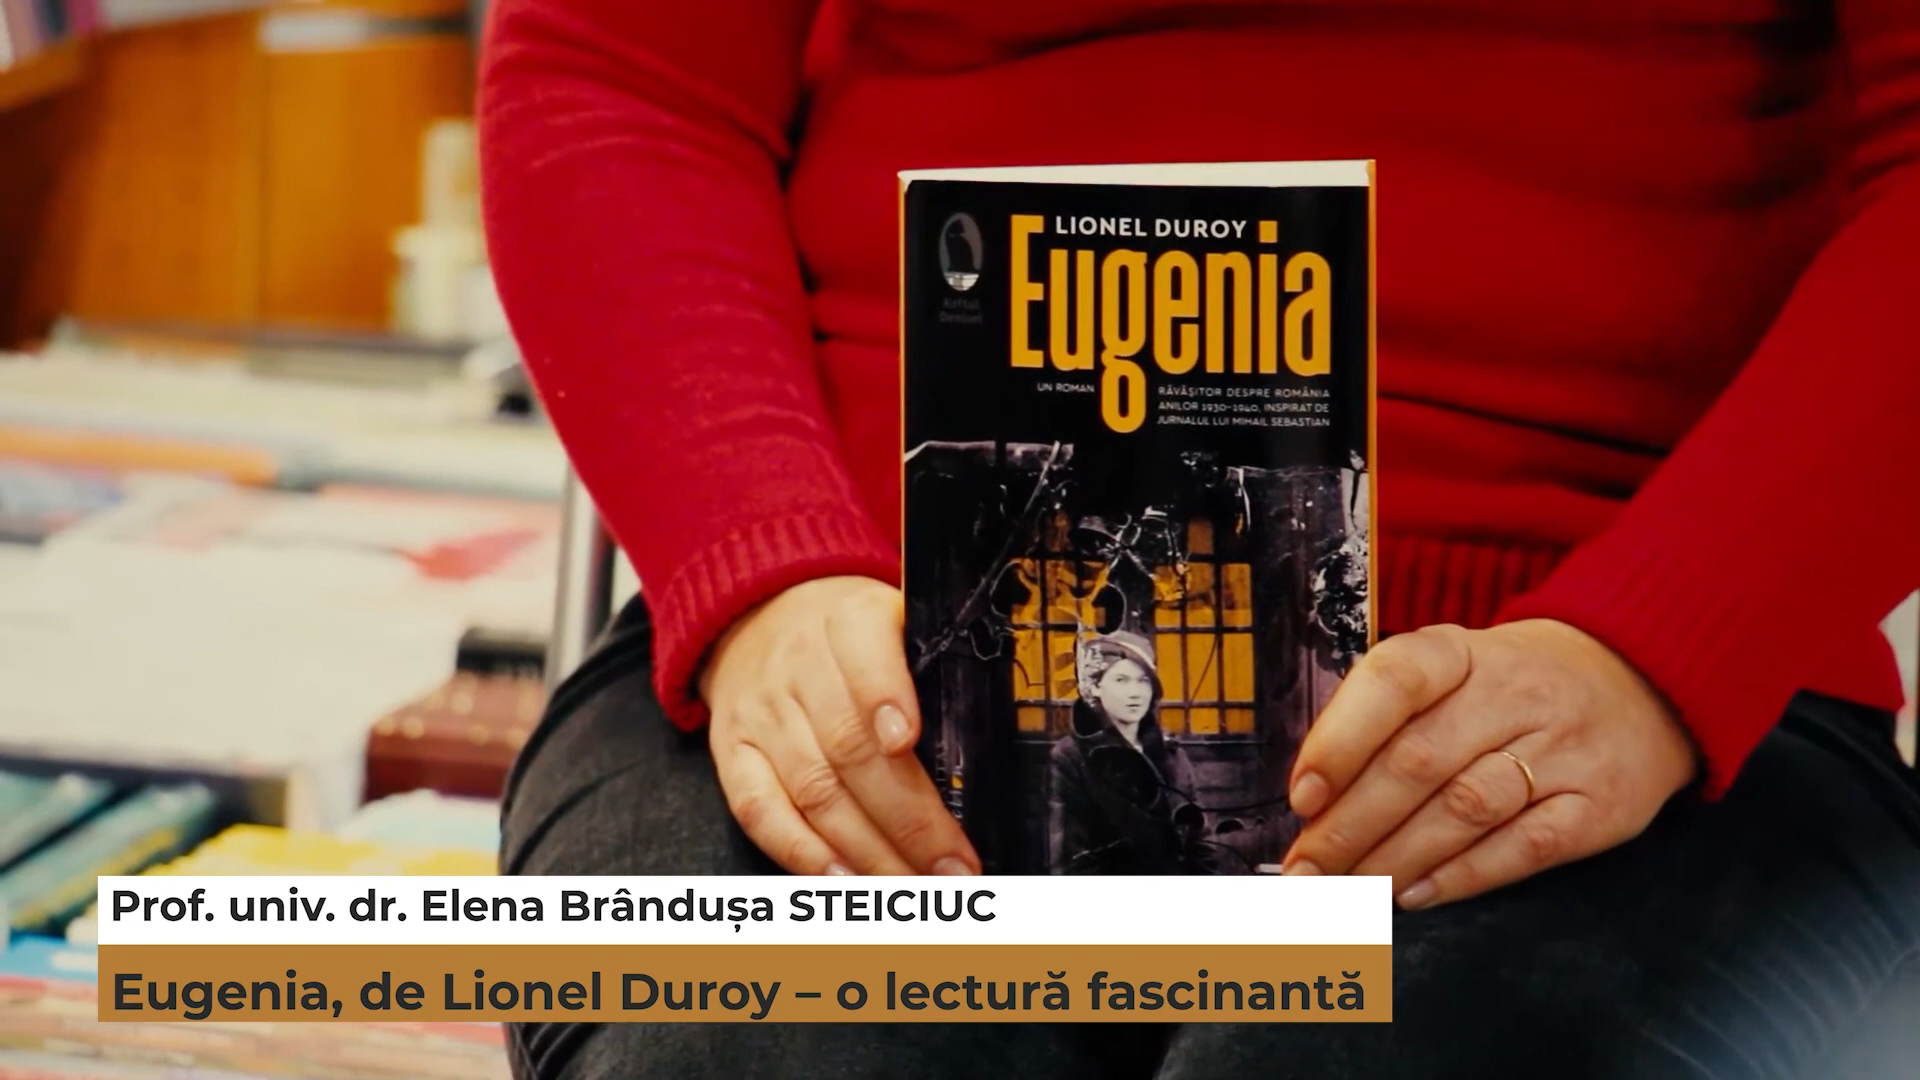 LIONEL DUROY
Eugenia
UN ROMAN RĂVĂȘITOR DESPRE ROMÂNIA
ANILOR 1930-1940, INSPIRAT DE
JURNALUL LUI MIHAIL SEBASTIAN
Prof. univ. dr. Elena Brândușa STEICIUC
Eugenia, de Lionel Duroy – o lectură fascinantă